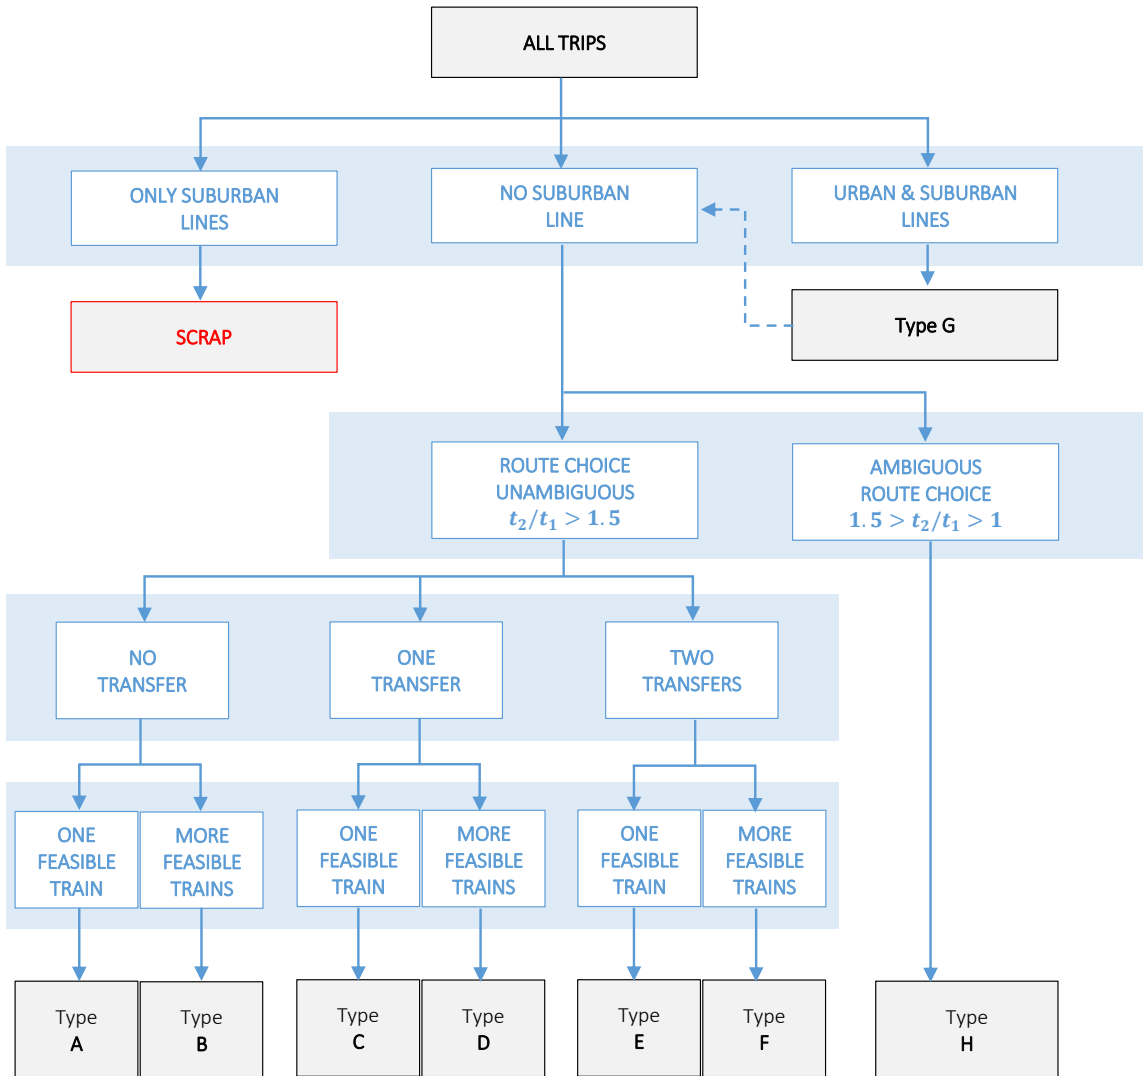 ALL TRIPS
ONLY SUBURBAN
LINES
NO SUBURBAN
LINE
URBAN & SUBURBAN
LINES
SCRAP
Type G
ROUTE CHOICE
UNAMBIGUOUS
t₂/t₁ > 1.5
AMBIGUOUS
ROUTE CHOICE
1.5 > t₂/t₁ > 1
NO
TRANSFER
ONE
TRANSFER
TWO
TRANSFERS
ONE
FEASIBLE
TRAIN
MORE
FEASIBLE
TRAINS
ONE
FEASIBLE
TRAIN
MORE
FEASIBLE
TRAINS
ONE
FEASIBLE
TRAIN
MORE
FEASIBLE
TRAINS
Type
A
Type
B
Type
C
Type
D
Type
E
Type
F
Type
H